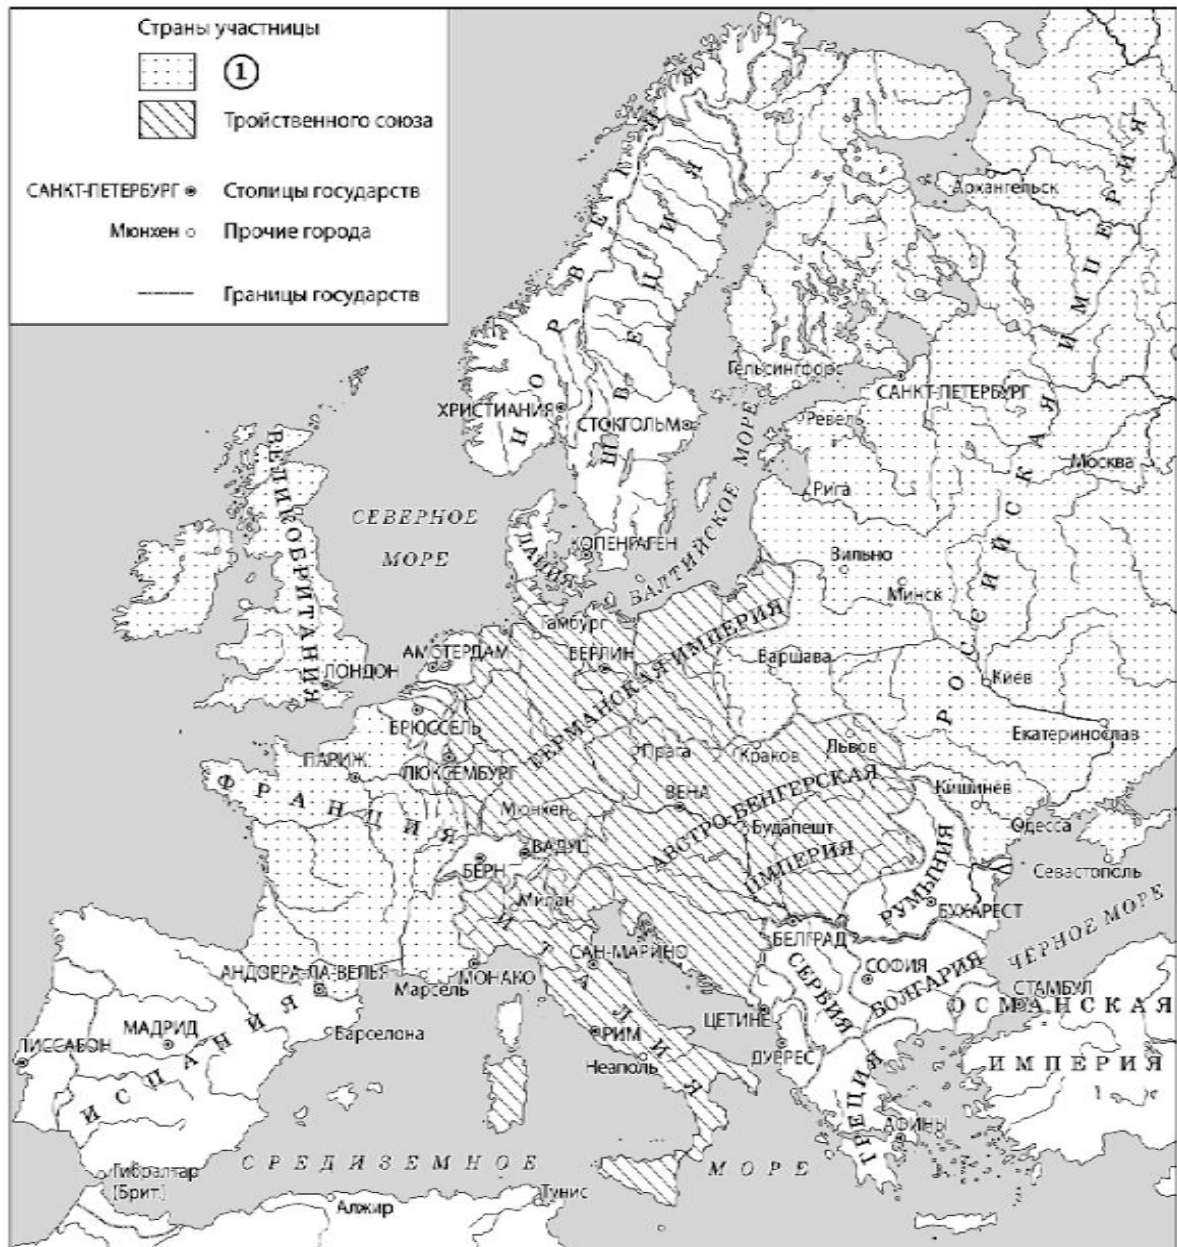 Страны участницы
1
Тройственного союза
САНКТ-ПЕТЕРБУРГ Столицы государств
Мюнхен Прочие города
Границы государств
НОРВЕГИЯ
ШВЕЦИЯ
РОССИЙСКАЯ ИМПЕРИЯ
Архангельск
Гельсингфорс
САНКТ-ПЕТЕРБУРГ
ХРИСТИАНИЯ
СТОКГОЛЬМ
Ревель
БАЛТИЙСКОЕ МОРЕ
Москва
Рига
ВЕЛИКОБРИТАНИЯ
СЕВЕРНОЕ
МОРЕ
ДАНИЯ
КОПЕНГАГЕН
Вильно
Минск
Гамбург
АМСТЕРДАМ
БЕРЛИН
ГЕРМАНСКАЯ ИМПЕРИЯ
Варшава
ЛОНДОН
Киев
БРЮССЕЛЬ
Екатеринослав
ПАРИЖ
ЛЮКСЕМБУРГ
Прага
Краков
Львов
ФРАНЦИЯ
Мюнхен
ВЕНА
АВСТРО-ВЕНГЕРСКАЯ
ИМПЕРИЯ
Кишинёв
Будапешт
Одесса
ВАДУЦ
БЕРН
Севастополь
Милан
РУМЫНИЯ
БУХАРЕСТ
БЕЛГРАД
ЧЁРНОЕ МОРЕ
САН-МАРИНО
ИТАЛИЯ
СЕРБИЯ
СОФИЯ
БОЛГАРИЯ
АНДОРРА-ЛА-ВЕЛЬЯ
МОНАКО
Марсель
СТАМБУЛ
ОСМАНСКАЯ
ИМПЕРИЯ
ЦЕТИНЕ
МАДРИД
Барселона
РИМ
ЛИССАБОН
ДУРРЕС
Неаполь
ИСПАНИЯ
ГРЕЦИЯ
АФИНЫ
Гибралтар
(Брит.)
СРЕДИЗЕМНОЕ МОРЕ
Алжир
Тунис